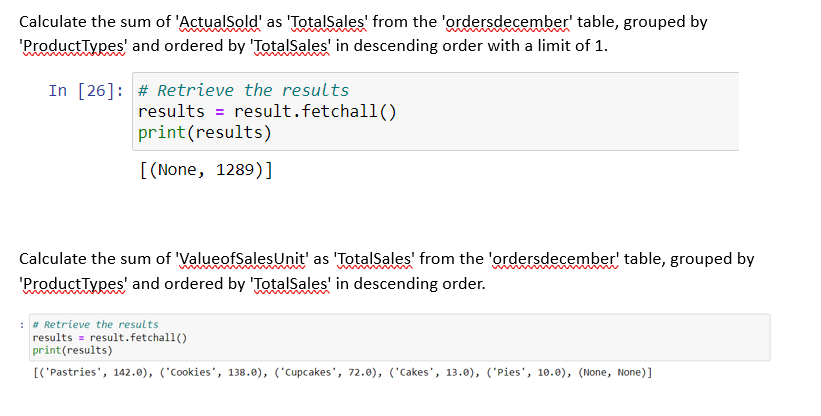 Calculate the sum of 'ActualSold' as 'TotalSales' from the 'ordersdecember' table, grouped by
'ProductTypes' and ordered by 'TotalSales' in descending order with a limit of 1.
In [26]: # Retrieve the results
results = result.fetchall()
print(results)
[(None, 1289)]
Calculate the sum of 'ValueofSalesUnit' as 'TotalSales' from the 'ordersdecember' table, grouped by
'ProductTypes' and ordered by 'TotalSales' in descending order.
: # Retrieve the results
results = result.fetchall()
print(results)
[('Pastries', 142.0), ('Cookies', 138.0), ('Cupcakes', 72.0), ('Cakes', 13.0), ('Pies', 10.0), (None, None)]